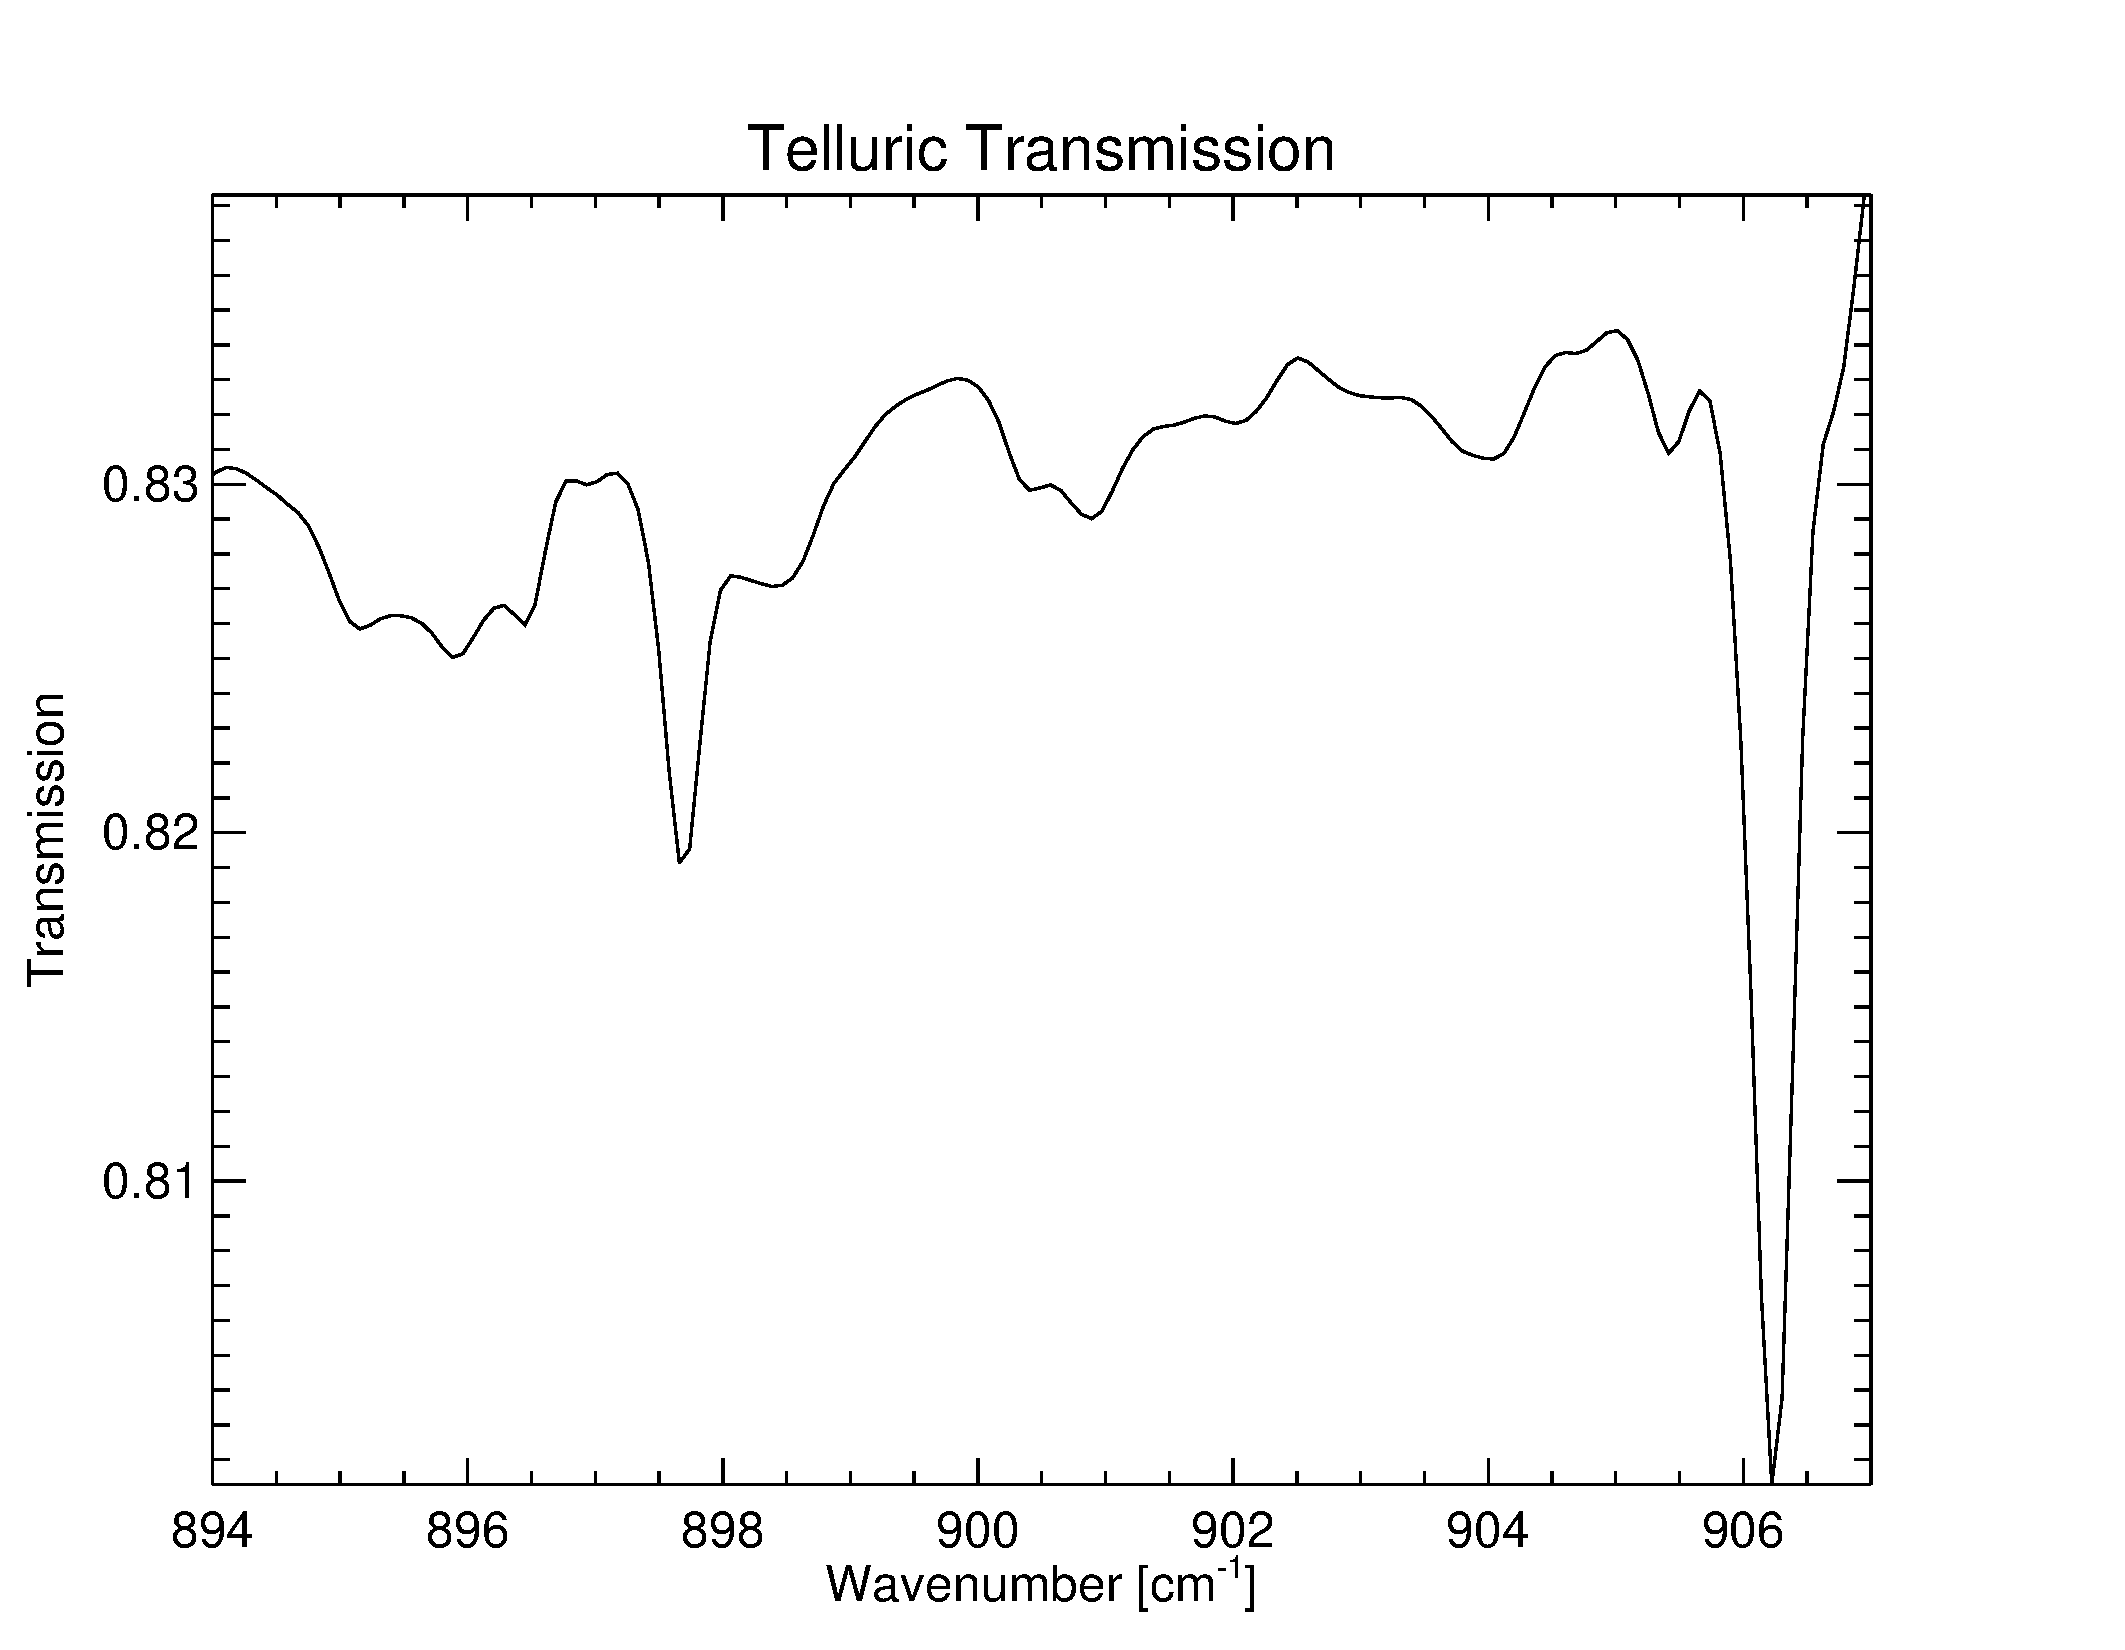 Telluric Transmission
0.83
0.82
0.81
Transmission
894 896 898 900 902 904 906
Wavenumber [cm⁻¹]